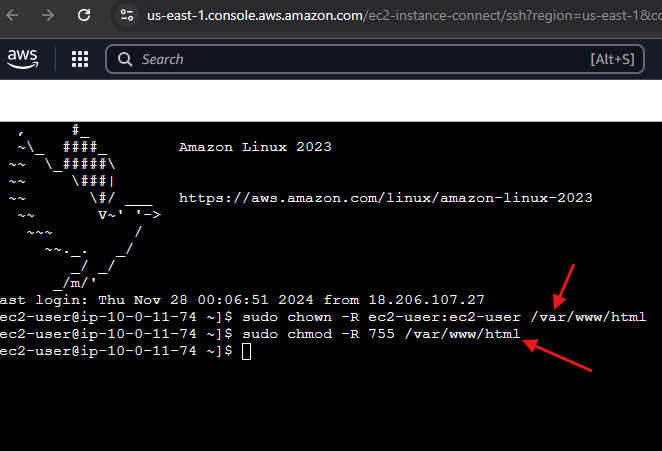 us-east-1.console.aws.amazon.com/ec2-instance-connect/ssh?region=us-east-1&co
aws
Search
[Alt+S]
   ,     #_
   ~\_  ####_        Amazon Linux 2023
  ~~  \_#####\
  ~~     \###|
  ~~       \#/ ___   https://aws.amazon.com/linux/amazon-linux-2023
   ~~       V~' '->
    ~~~         /
      ~~._.   _/
         _/ _/
       _/m/'
ast login: Thu Nov 28 00:06:51 2024 from 18.206.107.27
ec2-user@ip-10-0-11-74 ~]$ sudo chown -R ec2-user:ec2-user /var/www/html
ec2-user@ip-10-0-11-74 ~]$ sudo chmod -R 755 /var/www/html
ec2-user@ip-10-0-11-74 ~]$